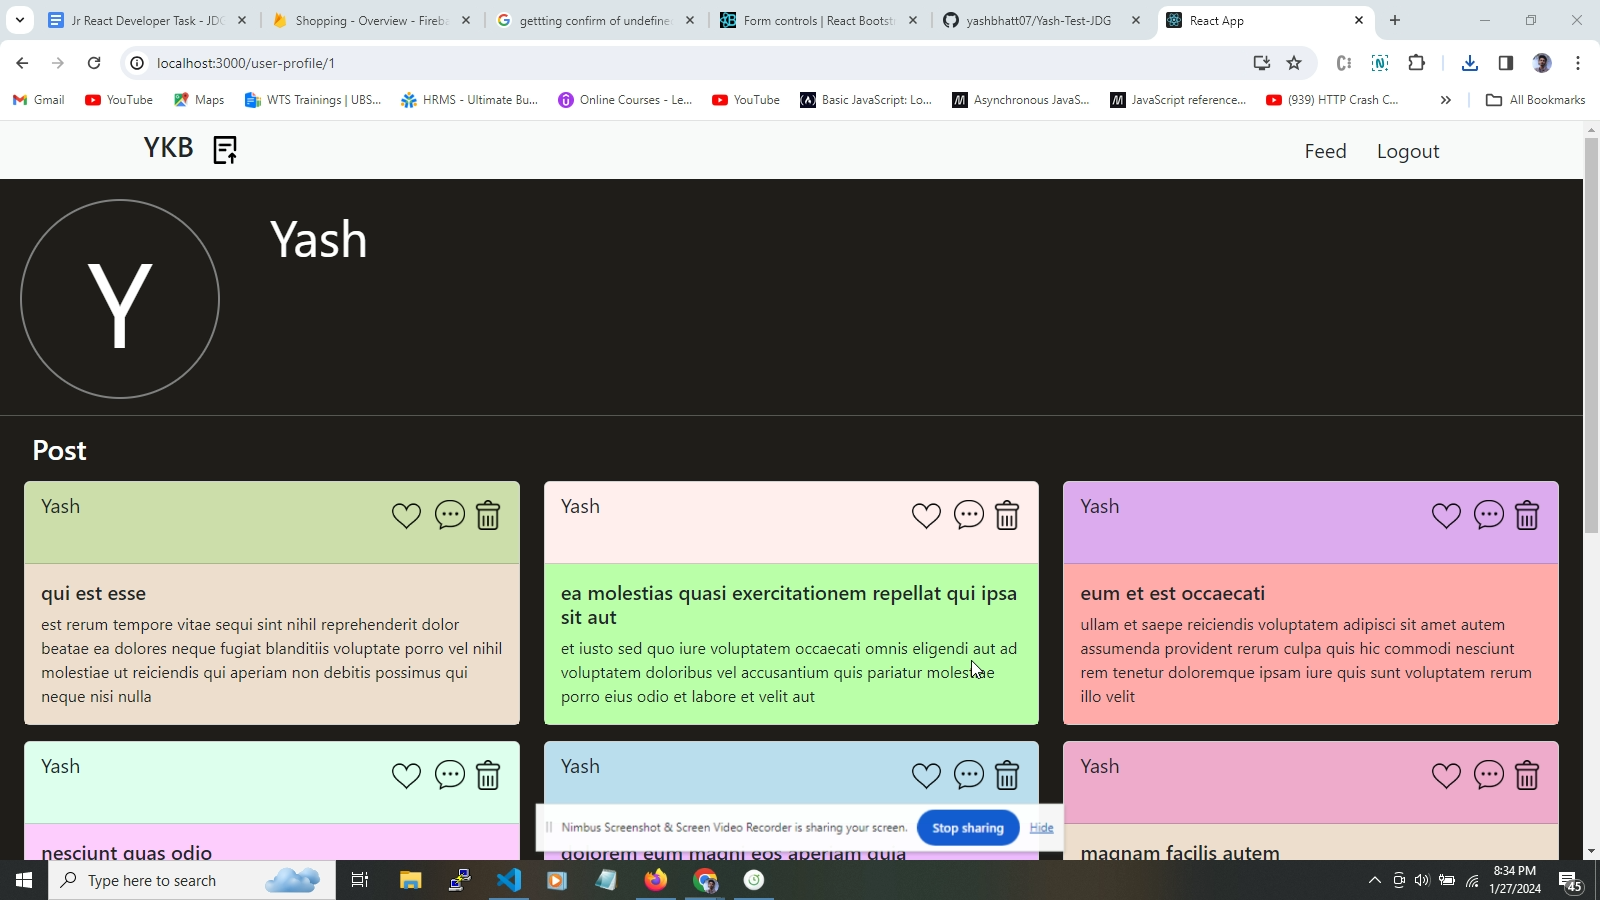 Jr React Developer Task - JDG
Shopping - Overview - Fireba
gettting confirm of undefine
Form controls | React Bootst
yashbhatt07/Yash-Test-JDG
React App
localhost:3000/user-profile/1
Gmail
YouTube
Maps
WTS Trainings | UBS...
HRMS - Ultimate Bu...
Online Courses - Le...
YouTube
Basic JavaScript: Lo...
Asynchronous JavaS...
JavaScript reference...
(939) HTTP Crash C...
All Bookmarks
YKB
Feed
Logout
Y
Yash
Post
Yash
qui est esse
est rerum tempore vitae sequi sint nihil reprehenderit dolor
beatae ea dolores neque fugiat blanditiis voluptate porro vel nihil
molestiae ut reiciendis qui aperiam non debitis possimus qui
neque nisi nulla
Yash
ea molestias quasi exercitationem repellat qui ipsa
sit aut
et iusto sed quo iure voluptatem occaecati omnis eligendi aut ad
voluptatem doloribus vel accusantium quis pariatur molestiae
porro eius odio et labore et velit aut
Yash
eum et est occaecati
ullam et saepe reiciendis voluptatem adipisci sit amet autem
assumenda provident rerum culpa quis hic commodi nesciunt
rem tenetur doloremque ipsam iure quis sunt voluptatem rerum
illo velit
Yash
nesciunt quas odio
Yash
dolorem eum magni eos aperiam quia
Yash
magnam facilis autem
Nimbus Screenshot & Screen Video Recorder is sharing your screen.
Stop sharing
Hide
Type here to search
8:34 PM
1/27/2024
45